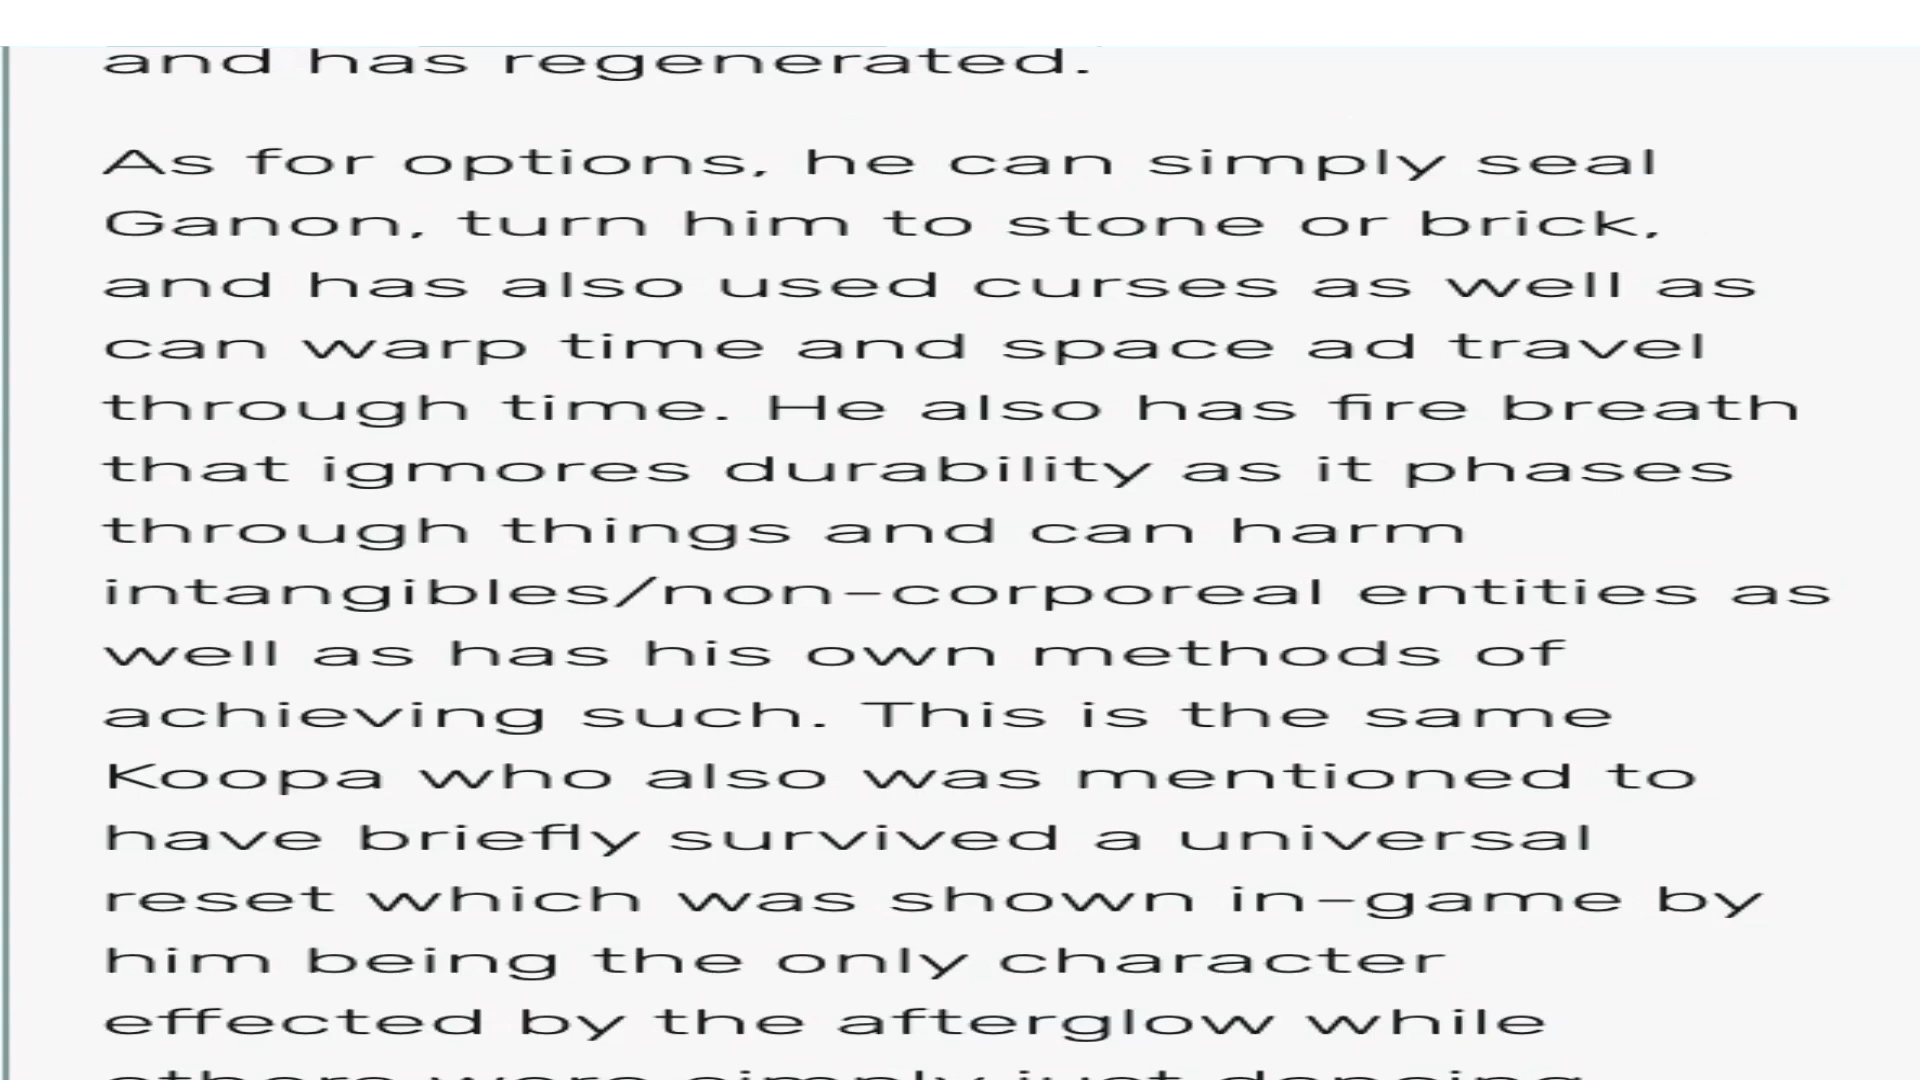 and has regenerated.
As for options, he can simply seal
Ganon, turn him to stone or brick,
and has also used curses as well as
can warp time and space ad travel
through time. He also has fire breath
that igmores durability as it phases
through things and can harm
intangibles/non-corporeal entities as
well as has his own methods of
achieving such. This is the same
Koopa who also was mentioned to
have briefly survived a universal
reset which was shown in-game by
him being the only character
effected by the afterglow while
others were simply just dancing